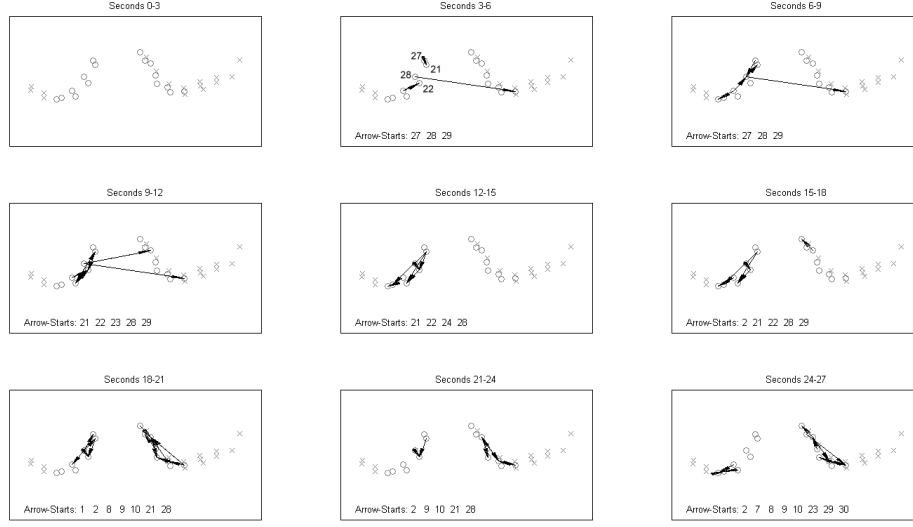 Seconds 0-3
Seconds 3-6
Seconds 6-9
27
21
28
22
Arrow-Starts: 27 28 29
Arrow-Starts: 27 28 29
Seconds 9-12
Seconds 12-15
Seconds 15-18
Arrow-Starts: 21 22 23 28 29
Arrow-Starts: 21 22 24 28
Arrow-Starts: 2 21 22 28 29
Seconds 18-21
Seconds 21-24
Seconds 24-27
Arrow-Starts: 1 2 8 9 10 21 28
Arrow-Starts: 2 9 10 21 28
Arrow-Starts: 2 7 8 9 10 23 29 30